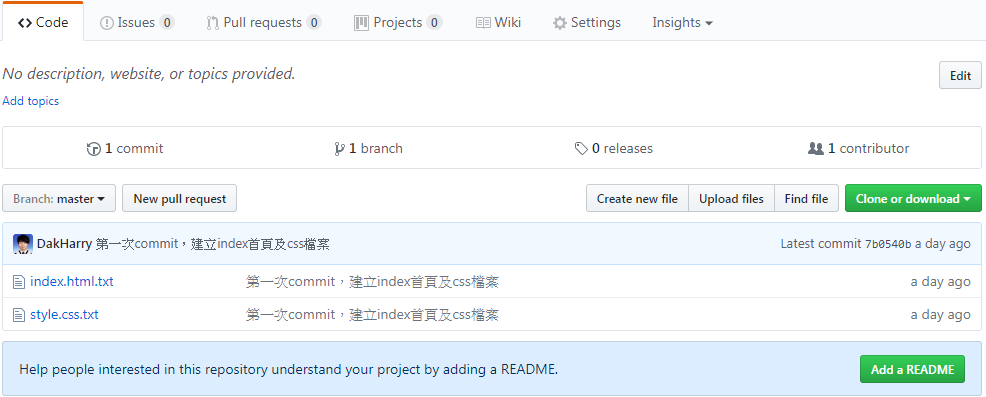 Code Issues 0 Pull requests 0 Projects 0 Wiki Settings Insights
No description, website, or topics provided. Edit
Add topics
1 commit 1 branch 0 releases 1 contributor
Branch: master New pull request Create new file Upload files Find file Clone or download
DakHarry 第一次commit，建立index首頁及css檔案 Latest commit 7b0540b a day ago
index.html.txt 第一次commit，建立index首頁及css檔案 a day ago
style.css.txt 第一次commit，建立index首頁及css檔案 a day ago
Help people interested in this repository understand your project by adding a README. Add a README